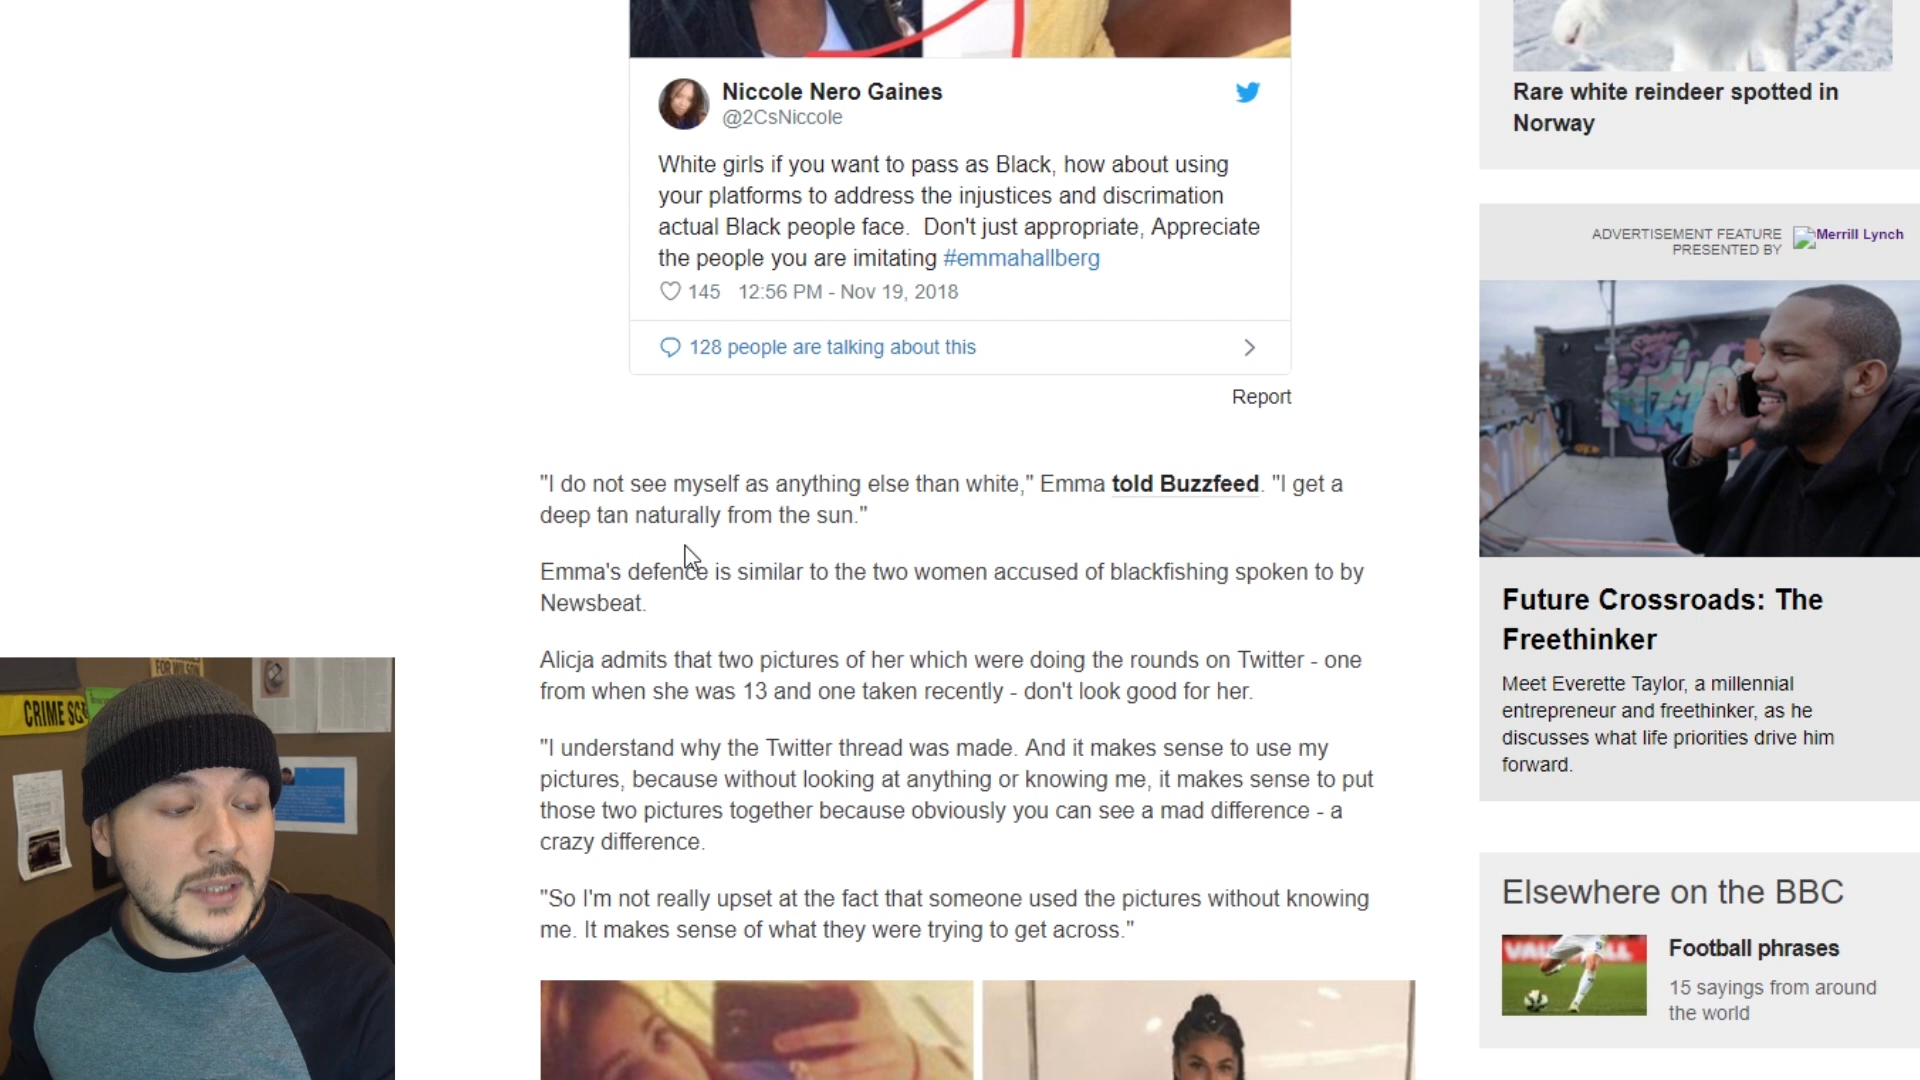 Niccole Nero Gaines
@2CsNiccole
White girls if you want to pass as Black, how about using
your platforms to address the injustices and discrimation
actual Black people face.  Don't just appropriate, Appreciate
the people you are imitating #emmahallberg
145 12:56 PM - Nov 19, 2018
128 people are talking about this
Report
"I do not see myself as anything else than white," Emma told Buzzfeed. "I get a
deep tan naturally from the sun."
Emma's defence is similar to the two women accused of blackfishing spoken to by
Newsbeat.
Alicja admits that two pictures of her which were doing the rounds on Twitter - one
from when she was 13 and one taken recently - don't look good for her.
"I understand why the Twitter thread was made. And it makes sense to use my
pictures, because without looking at anything or knowing me, it makes sense to put
those two pictures together because obviously you can see a mad difference - a
crazy difference.
"So I'm not really upset at the fact that someone used the pictures without knowing
me. It makes sense of what they were trying to get across."
Rare white reindeer spotted in
Norway
ADVERTISEMENT FEATURE
PRESENTED BY
Merrill Lynch
Future Crossroads: The
Freethinker
Meet Everette Taylor, a millennial
entrepreneur and freethinker, as he
discusses what life priorities drive him
forward.
Elsewhere on the BBC
Football phrases
15 sayings from around
the world
VAUXHALL
FOR WILSON
CRIME SC